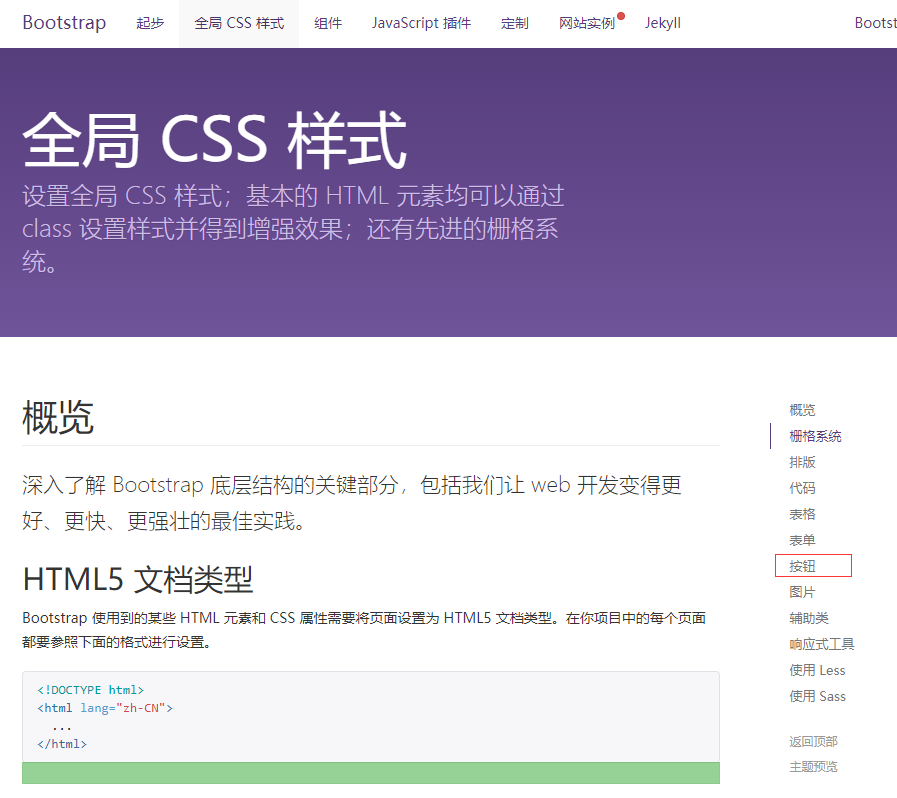 Bootstrap 起步 全局 CSS 样式 组件 JavaScript 插件 定制 网站实例 Jekyll Boots
全局 CSS 样式
设置全局 CSS 样式；基本的 HTML 元素均可以通过
class 设置样式并得到增强效果；还有先进的栅格系
统。
概览
深入了解 Bootstrap 底层结构的关键部分，包括我们让 web 开发变得更
好、更快、更强壮的最佳实践。
HTML5 文档类型
Bootstrap 使用到的某些 HTML 元素和 CSS 属性需要将页面设置为 HTML5 文档类型。在你项目中的每个页面
都要参照下面的格式进行设置。
<!DOCTYPE html>
<html lang="zh-CN">
...
</html>
概览
栅格系统
排版
代码
表格
表单
按钮
图片
辅助类
响应式工具
使用 Less
使用 Sass
返回顶部
主题预览